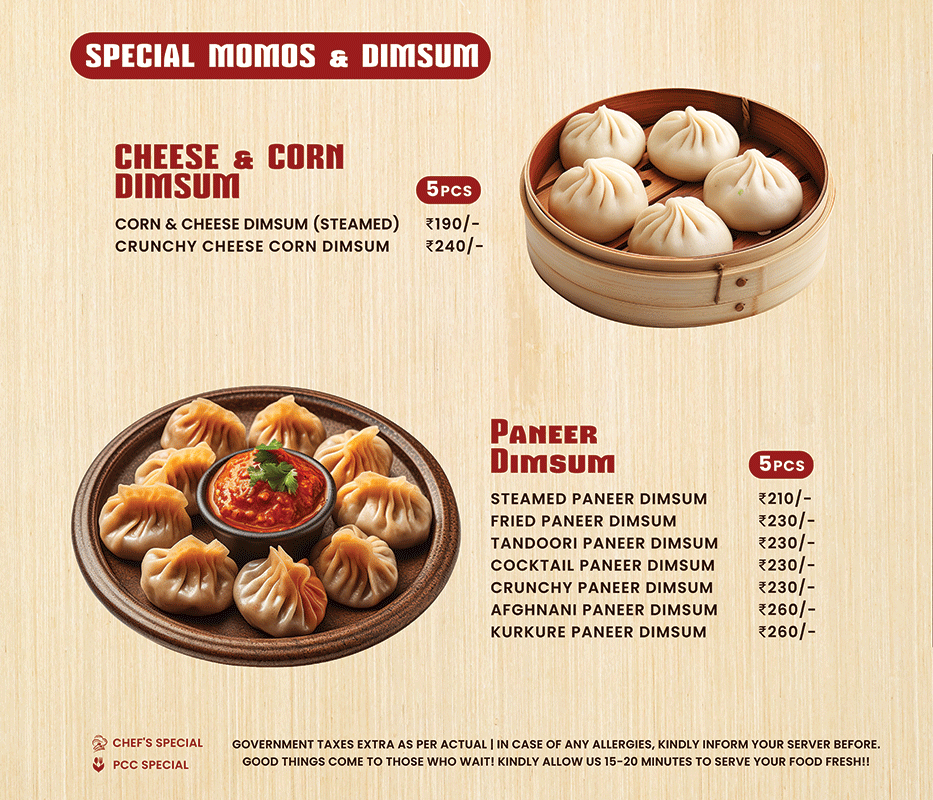 SPECIAL MOMOS & DIMSUM
CHEESE & CORN
DIMSUM
5PCS
CORN & CHEESE DIMSUM (STEAMED) ₹190/-
CRUNCHY CHEESE CORN DIMSUM ₹240/-
PANEER
DIMSUM
5PCS
STEAMED PANEER DIMSUM ₹210/-
FRIED PANEER DIMSUM ₹230/-
TANDOORI PANEER DIMSUM ₹230/-
COCKTAIL PANEER DIMSUM ₹230/-
CRUNCHY PANEER DIMSUM ₹230/-
AFGHNANI PANEER DIMSUM ₹260/-
KURKURE PANEER DIMSUM ₹260/-
CHEF'S SPECIAL
PCC SPECIAL
GOVERNMENT TAXES EXTRA AS PER ACTUAL | IN CASE OF ANY ALLERGIES, KINDLY INFORM YOUR SERVER BEFORE.
GOOD THINGS COME TO THOSE WHO WAIT! KINDLY ALLOW US 15-20 MINUTES TO SERVE YOUR FOOD FRESH!!